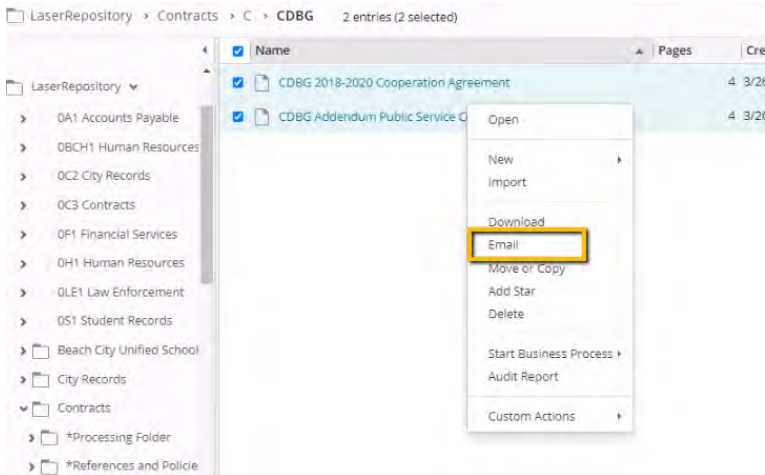 LaserRepository › Contracts › C › CDBG 2 entries (2 selected)
Name Pages Cre
LaserRepository
CDBG 2018-2020 Cooperation Agreement 4 3/26
0A1 Accounts Payable
CDBG Addendum Public Service C 4 3/26
0BCH1 Human Resources
0C2 City Records
0C3 Contracts
0F1 Financial Services
0H1 Human Resources
0LE1 Law Enforcement
0S1 Student Records
Beach City Unified School
City Records
Contracts
*Processing Folder
*References and Policie
Open
New
Import
Download
Email
Move or Copy
Add Star
Delete
Start Business Process
Audit Report
Custom Actions